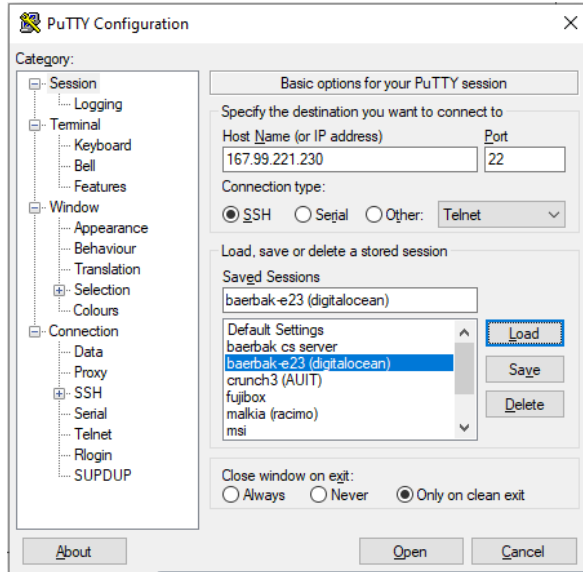 PuTTY Configuration
Category:
Session
Logging
Terminal
Keyboard
Bell
Features
Window
Appearance
Behaviour
Translation
Selection
Colours
Connection
Data
Proxy
SSH
Serial
Telnet
Rlogin
SUPDUP
Basic options for your PuTTY session
Specify the destination you want to connect to
Host Name (or IP address) Port
167.99.221.230 22
Connection type:
SSH Serial Other: Telnet
Load, save or delete a stored session
Saved Sessions
baerbak-e23 (digitalocean)
Default Settings
baerbak cs server
baerbak-e23 (digitalocean)
crunch3 (AUIT)
fujibox
malkia (racimo)
msi
Load
Save
Delete
Close window on exit:
Always Never Only on clean exit
About Open Cancel